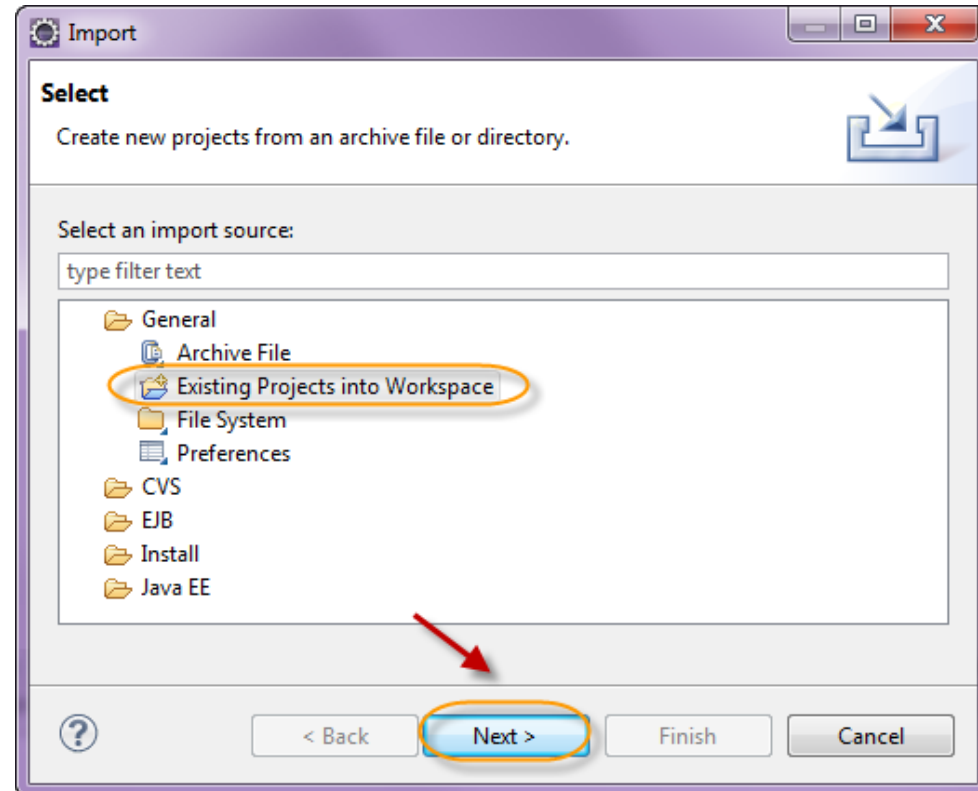 Import
Select
Create new projects from an archive file or directory.
Select an import source:
type filter text
General
Archive File
Existing Projects into Workspace
File System
Preferences
CVS
EJB
Install
Java EE
?
< Back Next > Finish Cancel